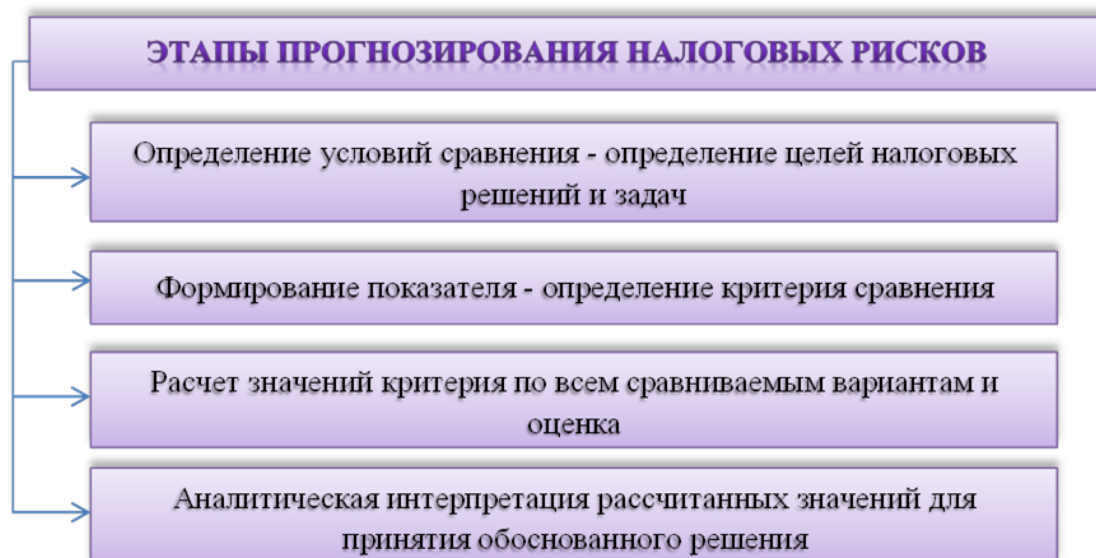 ЭТАПЫ ПРОГНОЗИРОВАНИЯ НАЛОГОВЫХ РИСКОВ
Определение условий сравнения - определение целей налоговых
решений и задач
Формирование показателя - определение критерия сравнения
Расчет значений критерия по всем сравниваемым вариантам и
оценка
Аналитическая интерпретация рассчитанных значений для
принятия обоснованного решения